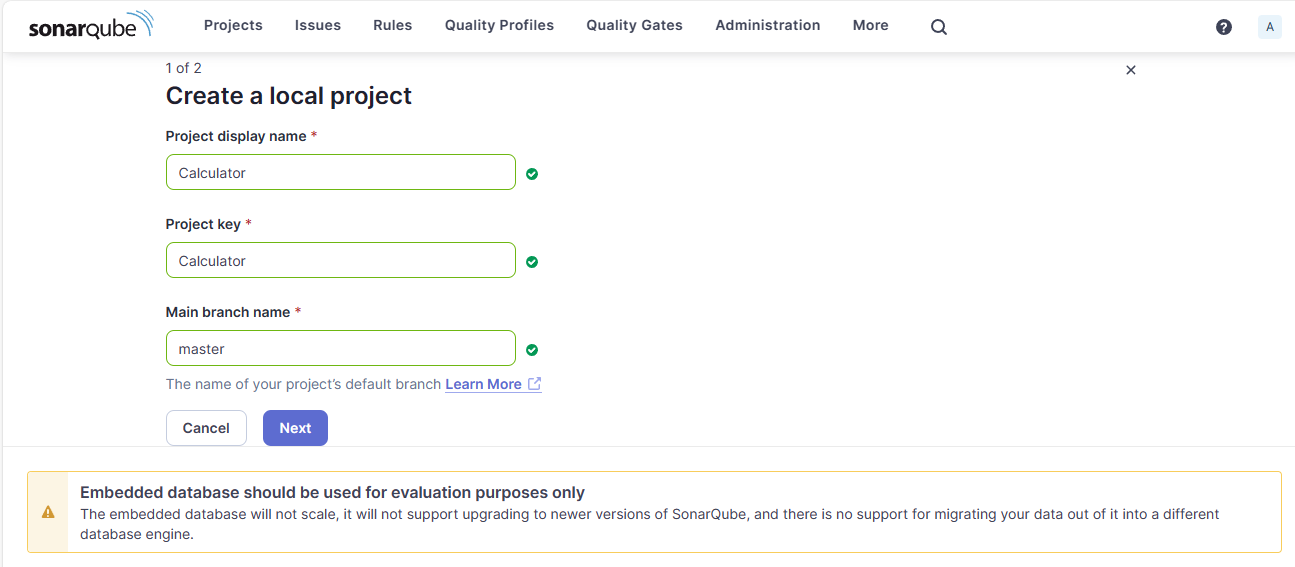 sonarqube Projects Issues Rules Quality Profiles Quality Gates Administration More ? A
1 of 2
Create a local project
Project display name *
Calculator
Project key *
Calculator
Main branch name *
master
The name of your project’s default branch Learn More
Cancel Next
Embedded database should be used for evaluation purposes only
The embedded database will not scale, it will not support upgrading to newer versions of SonarQube, and there is no support for migrating your data out of it into a different
database engine.